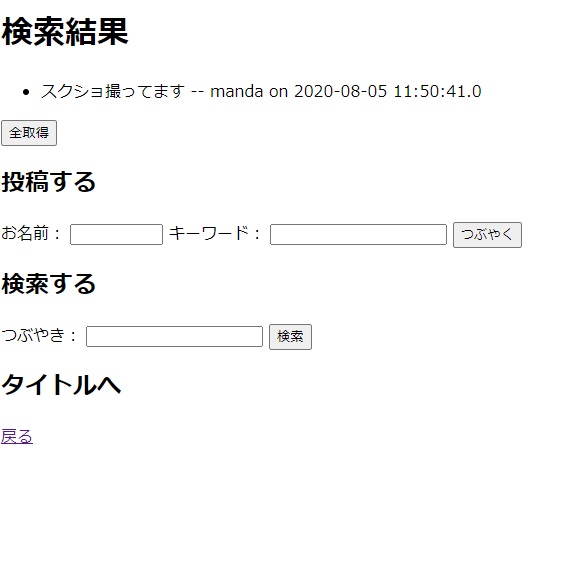 検索結果
• スクショ撮ってます -- manda on 2020-08-05 11:50:41.0
全取得
投稿する
お名前： キーワード： つぶやく
検索する
つぶやき： 検索
タイトルへ
戻る